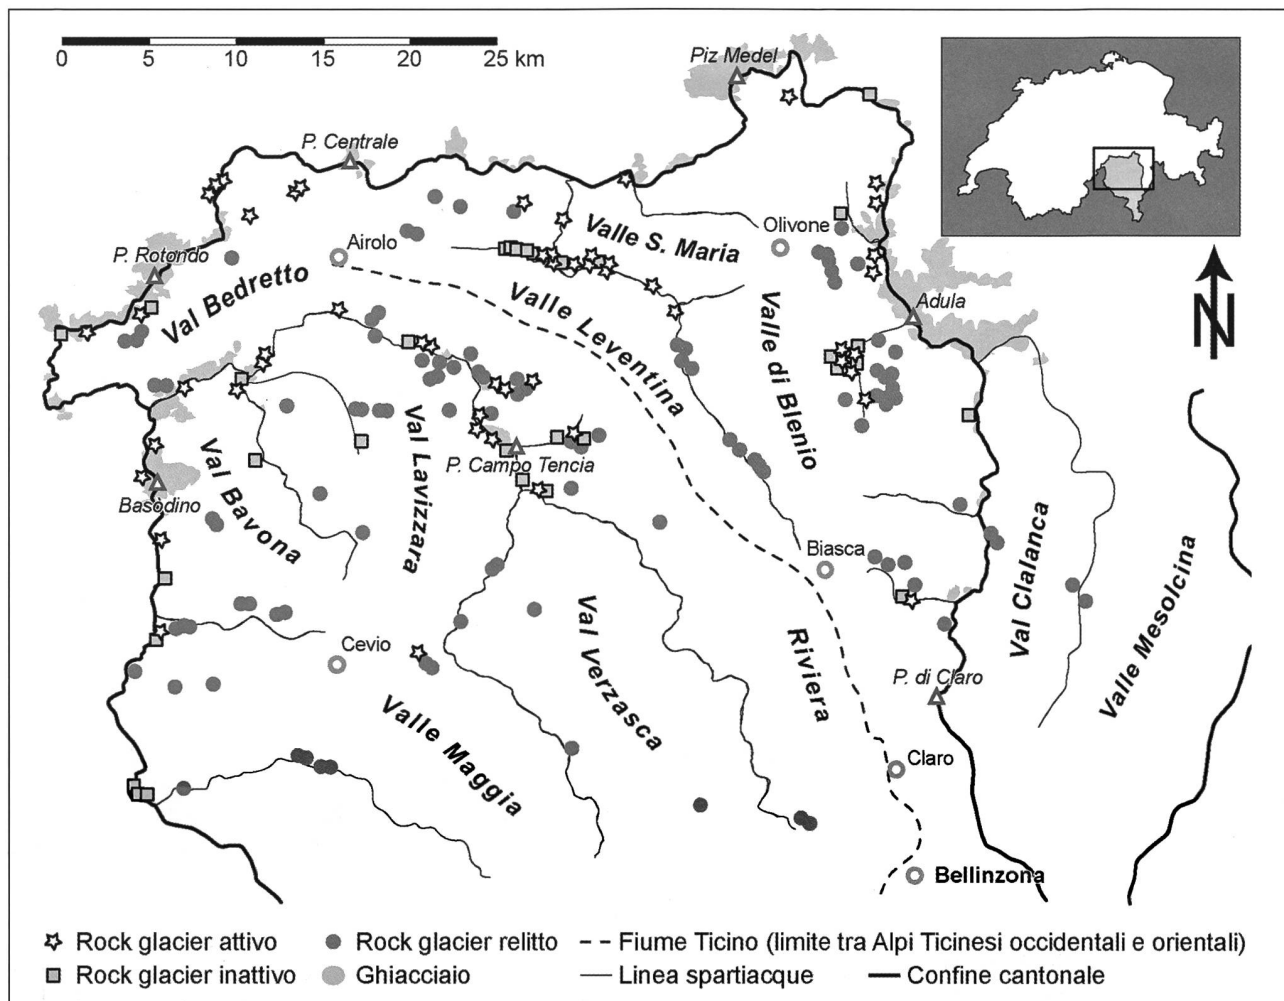 0 5 10 15 20 25 km
Piz Medel
P. Centrale
Olivone
Valle S. Maria
Airolo
P. Rotondo
Val Bedretto
Valle Leventina
Valle di Blenio
Adula
N
Val Lavizzara
P. Campo Tencia
Val Bavona
Basòdino
Biasca
Val Clalanca
Valle Mesolcina
Val Verzasca
Riviera
Cevio
P. di Claro
Valle Maggia
Claro
Bellinzona
Rock glacier attivo
Rock glacier relitto
Fiume Ticino (limite tra Alpi Ticinesi occidentali e orientali)
Rock glacier inattivo
Ghiacciaio
Linea spartiacque
Confine cantonale